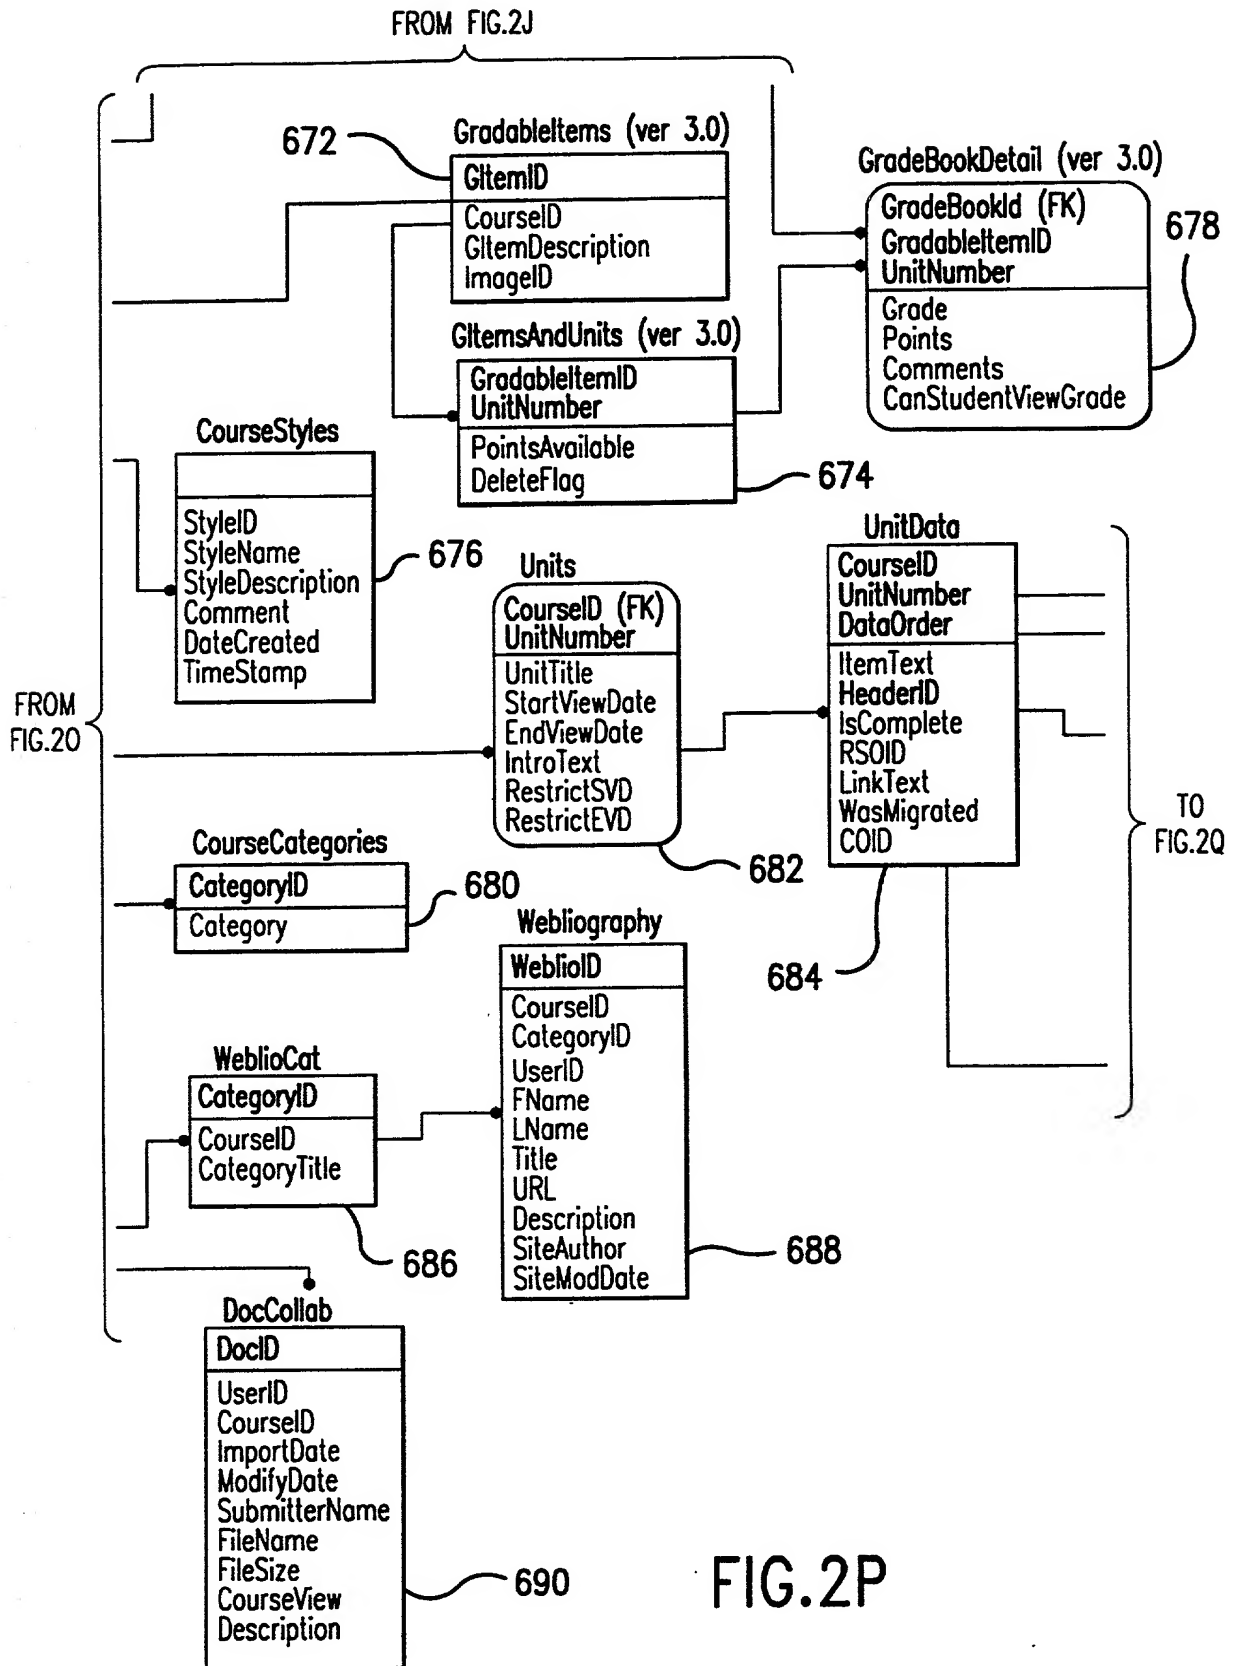 FROM FIG.2J
672
GradableItems (ver 3.0)
GItemID
CourseID
GItemDescription
ImageID
GradeBookDetail (ver 3.0)
GradeBookId (FK)
GradableItemID
UnitNumber
Grade
Points
Comments
CanStudentViewGrade
678
GItemsAndUnits (ver 3.0)
GradableItemID
UnitNumber
PointsAvailable
DeleteFlag
674
CourseStyles
StyleID
StyleName
StyleDescription
Comment
DateCreated
TimeStamp
676
Units
CourseID (FK)
UnitNumber
UnitTitle
StartViewDate
EndViewDate
IntroText
RestrictSVD
RestrictEVD
682
UnitData
CourseID
UnitNumber
DataOrder
ItemText
HeaderID
IsComplete
RSOID
LinkText
WasMigrated
COID
684
FROM
FIG.2O
TO
FIG.2Q
CourseCategories
CategoryID
Category
680
Webliography
WeblioID
CourseID
CategoryID
UserID
FName
LName
Title
URL
Description
SiteAuthor
SiteModDate
688
WeblioCat
CategoryID
CourseID
CategoryTitle
686
DocCollab
DocID
UserID
CourseID
ImportDate
ModifyDate
SubmitterName
FileName
FileSize
CourseView
Description
690
FIG.2P